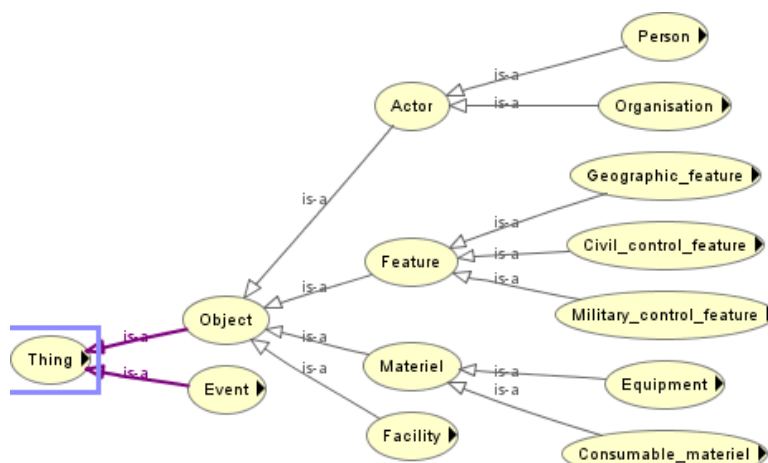 Person
is-a
Actor
is-a
Organisation
Geographic_feature
is-a
is-a
Civil_control_feature
is-a
Feature
is-a
is-a
Military_control_feature
Object
is-a
is-a
Thing
Materiel
is-a
is-a
Equipment
is-a
Event
is-a
Facility
Consumable_materiel